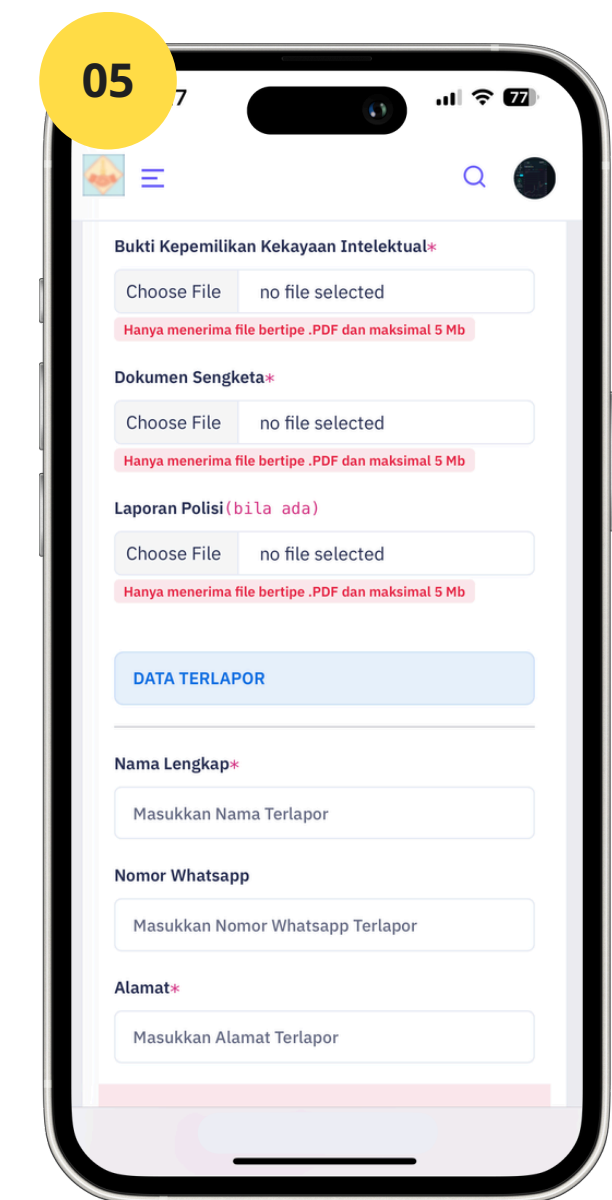 05
7
77
Bukti Kepemilikan Kekayaan Intelektual*
Choose File no file selected
Hanya menerima file bertipe .PDF dan maksimal 5 Mb
Dokumen Sengketa*
Choose File no file selected
Hanya menerima file bertipe .PDF dan maksimal 5 Mb
Laporan Polisi(bila ada)
Choose File no file selected
Hanya menerima file bertipe .PDF dan maksimal 5 Mb
DATA TERLAPOR
Nama Lengkap*
Masukkan Nama Terlapor
Nomor Whatsapp
Masukkan Nomor Whatsapp Terlapor
Alamat*
Masukkan Alamat Terlapor